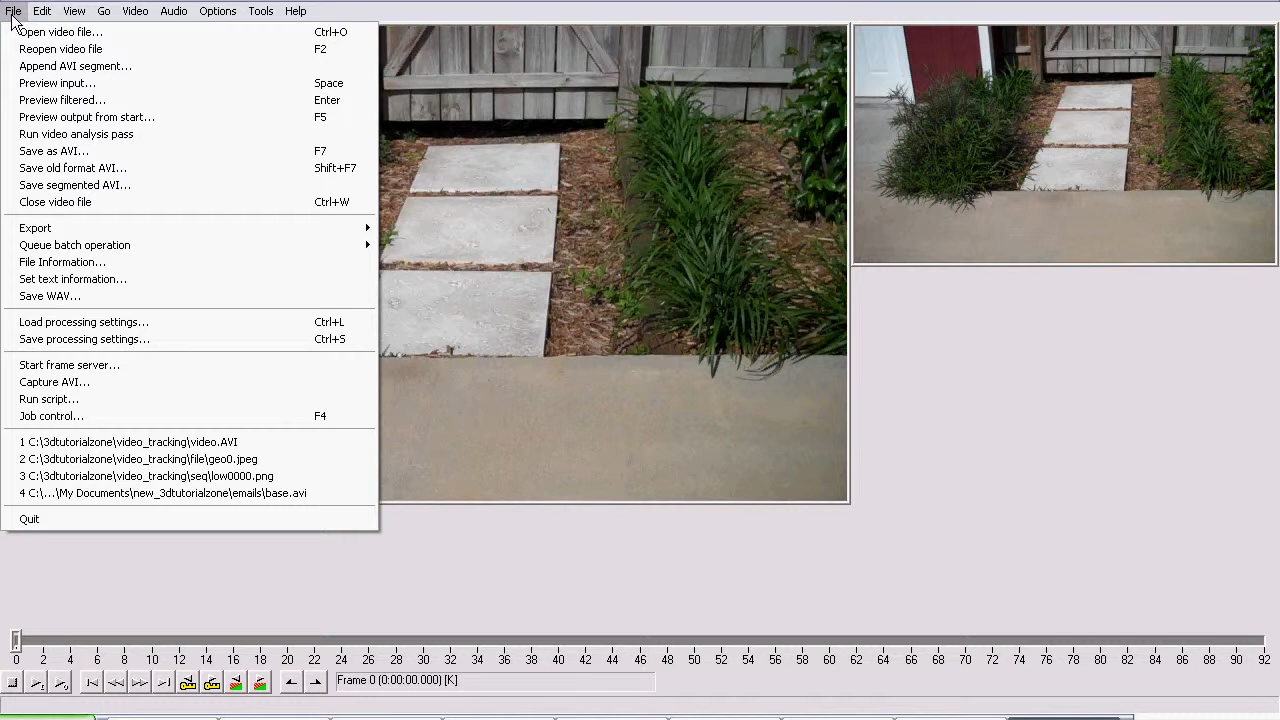 File Edit View Go Video Audio Options Tools Help
Open video file... Ctrl+O
Reopen video file F2
Append AVI segment...
Preview input... Space
Preview filtered... Enter
Preview output from start... F5
Run video analysis pass
Save as AVI... F7
Save old format AVI... Shift+F7
Save segmented AVI...
Close video file Ctrl+W
Export
Queue batch operation
File Information...
Set text information...
Save WAV...
Load processing settings... Ctrl+L
Save processing settings... Ctrl+S
Start frame server...
Capture AVI...
Run script...
Job control... F4
1 C:\3dtutorialzone\video_tracking\video.AVI
2 C:\3dtutorialzone\video_tracking\file\geo0.jpeg
3 C:\3dtutorialzone\video_tracking\seq\low0000.png
4 C:\...\My Documents\new_3dtutorialzone\emails\base.avi
Quit
0 2 4 6 8 10 12 14 16 18 20 22 24 26 28 30 32 34 36 38 40 42 44 46 48 50 52 54 56 58 60 62 64 66 68 70 72 74 76 78 80 82 84 86 88 90 92
Frame 0 (0:00:00.000) [K]